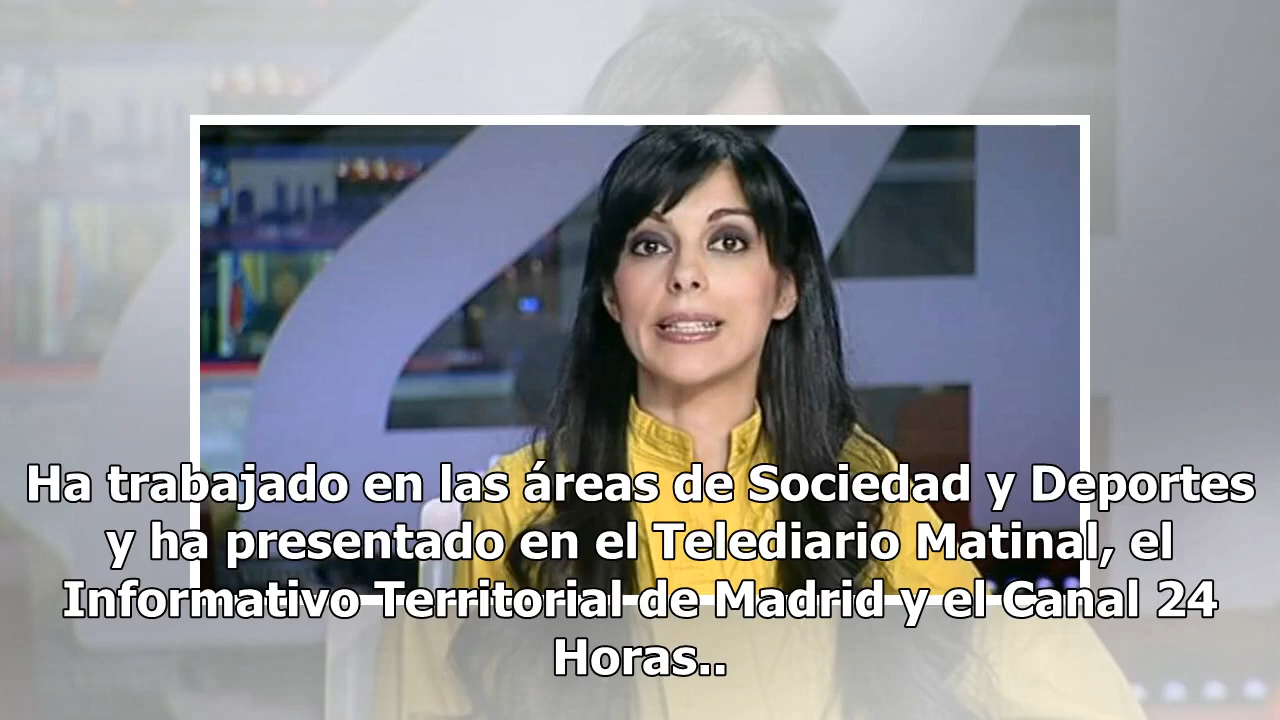 Ha trabajado en las áreas de Sociedad y Deportes
y ha presentado en el Telediario Matinal, el
Informativo Territorial de Madrid y el Canal 24
Horas..